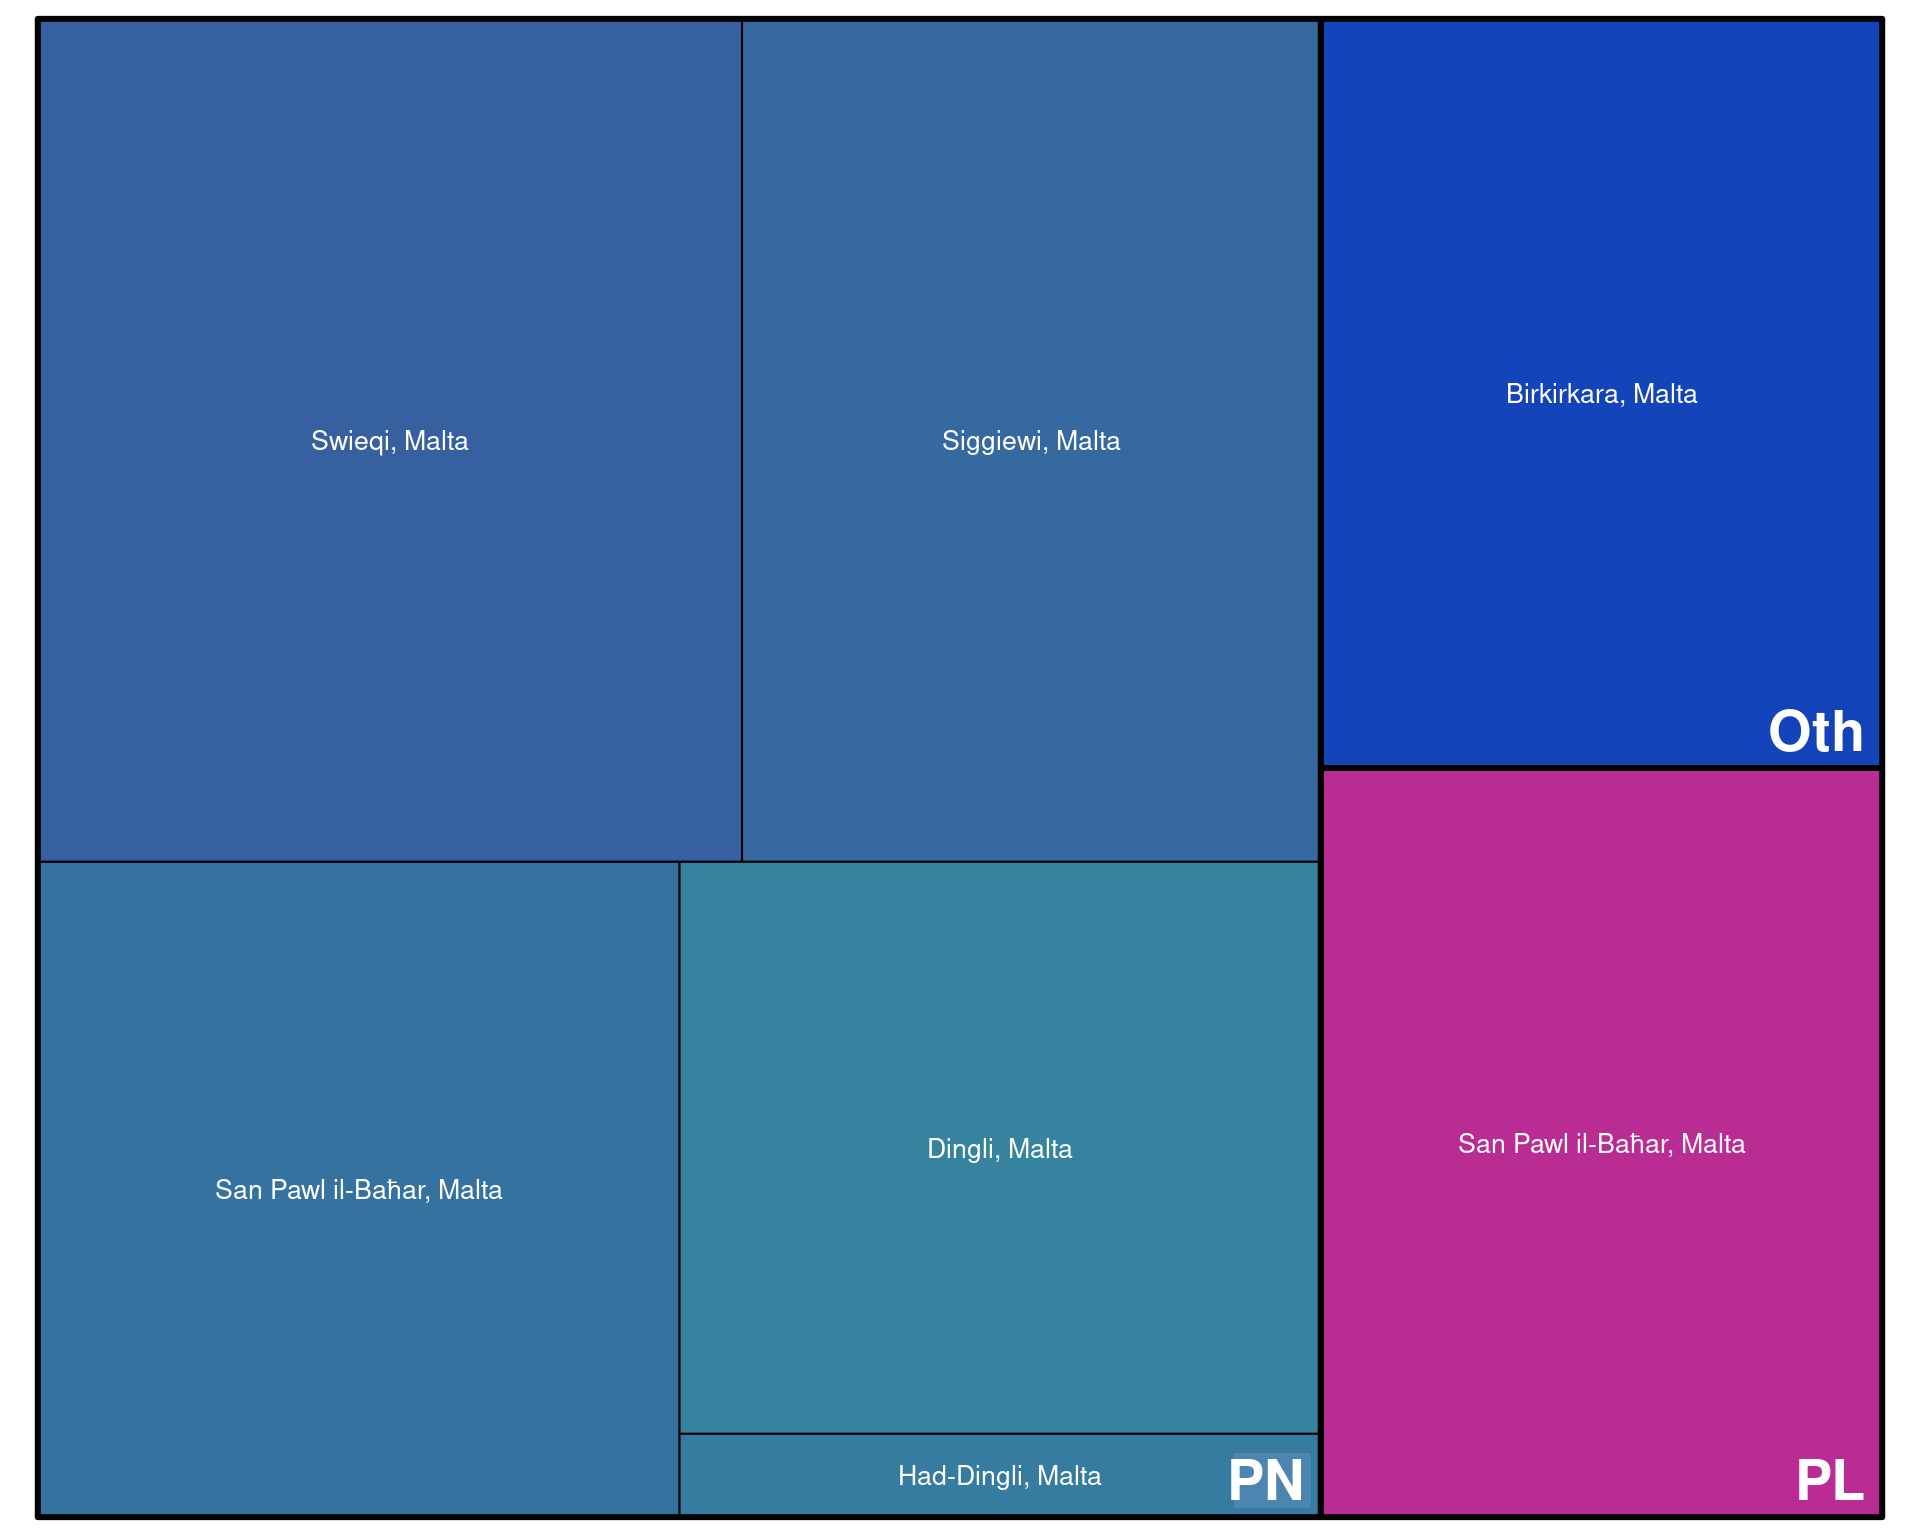 Swieqi, Malta
Siggiewi, Malta
Birkirkara, Malta
Oth
San Pawl il-Baħar, Malta
Dingli, Malta
Had-Dingli, Malta
PN
San Pawl il-Baħar, Malta
PL